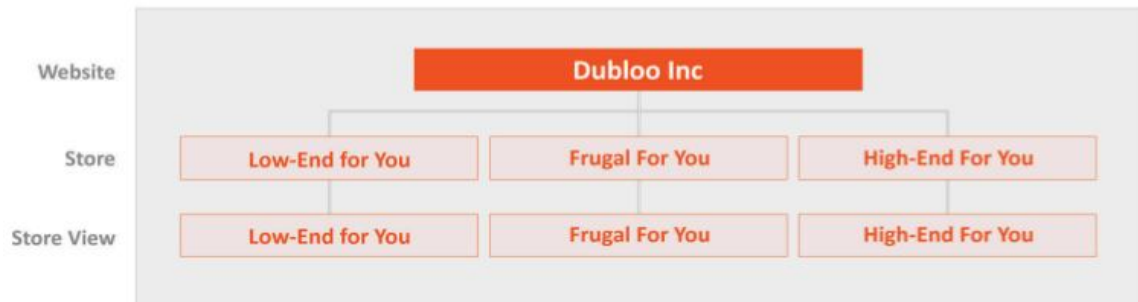 Website
Dubloo Inc
Store
Low-End for You
Frugal For You
High-End For You
Store View
Low-End for You
Frugal For You
High-End For You